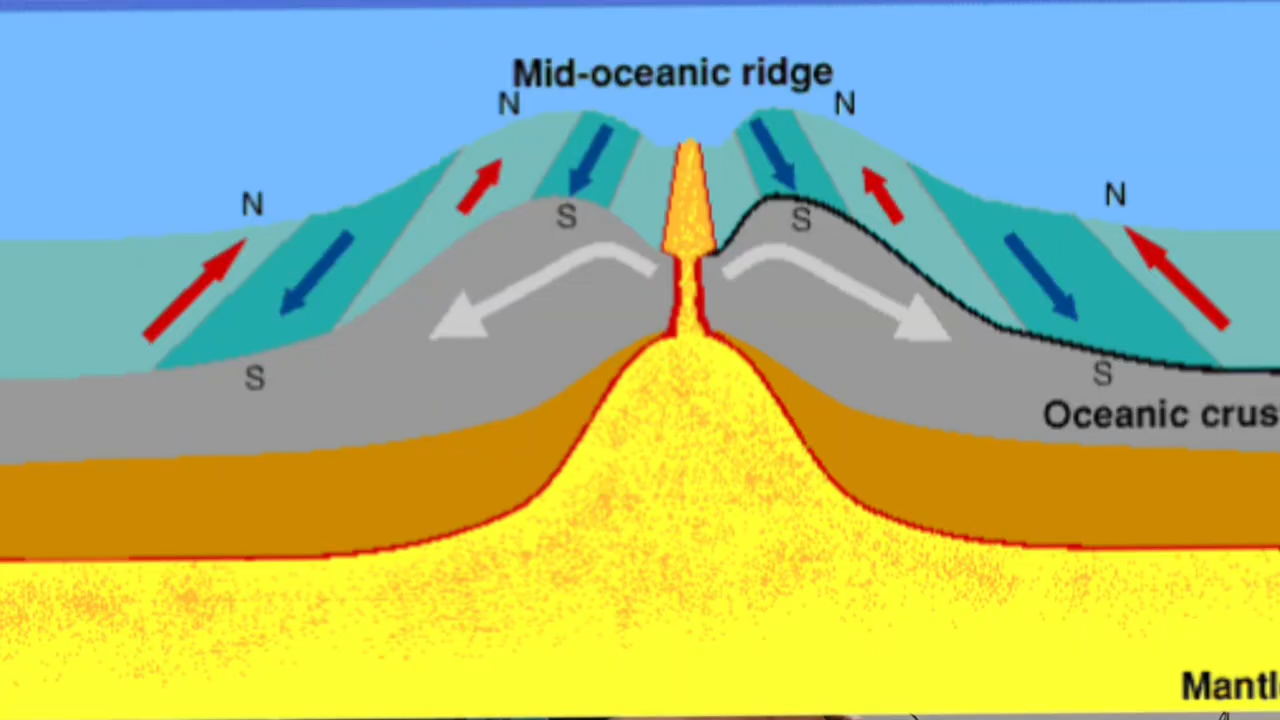 Mid-oceanic ridge
N N
N N
S S
S S
Oceanic crus
Mantl